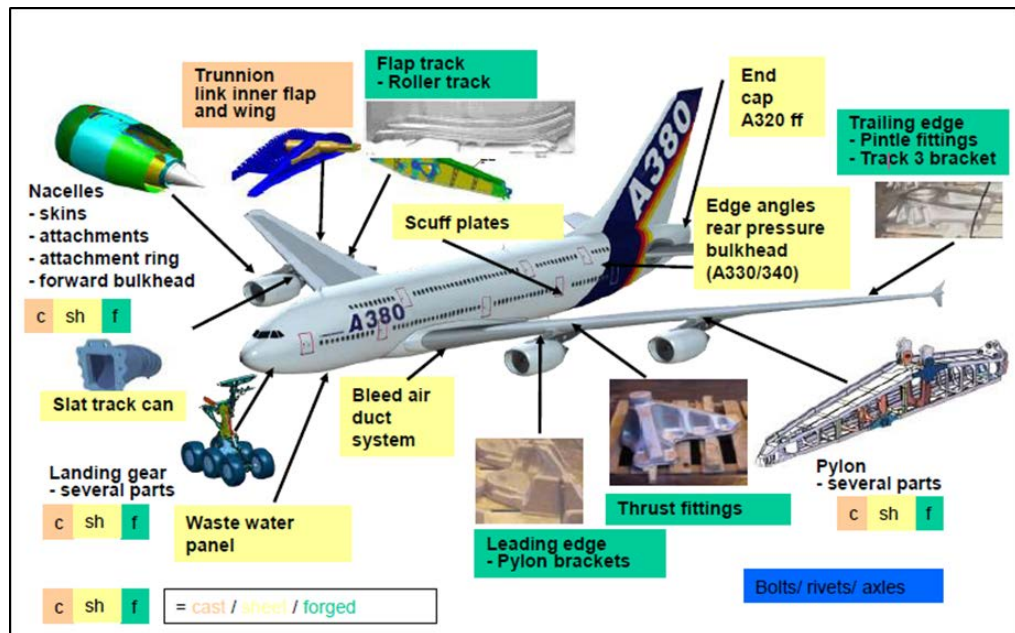 Trunnion
link inner flap
and wing
Flap track
- Roller track
End
cap
A320 ff
Trailing edge
- Pintle fittings
- Track 3 bracket
Nacelles
- skins
- attachments
- attachment ring
- forward bulkhead
c sh f
Scuff plates
Edge angles
rear pressure
bulkhead
(A330/340)
A380
A380
Slat track can
Bleed air
duct
system
Landing gear
- several parts
c sh f
Waste water
panel
Leading edge
- Pylon brackets
Thrust fittings
Pylon
- several parts
c sh f
Bolts/ rivets/ axles
c sh f
= cast / sheet / forged